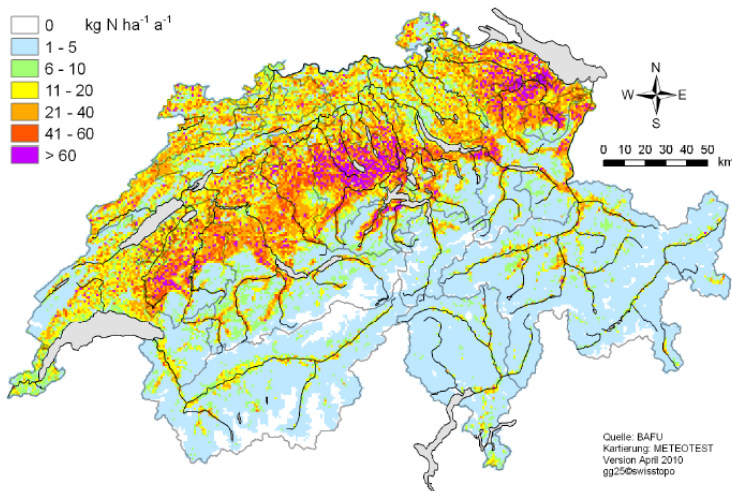 0 kg N ha⁻¹ a⁻¹
1 - 5
6 - 10
11 - 20
21 - 40
41 - 60
> 60
N
W E
S
0 10 20 30 40 50
km
Quelle: BAFU
Kartierung: METEOTEST
Version April 2010
gg25©swisstopo